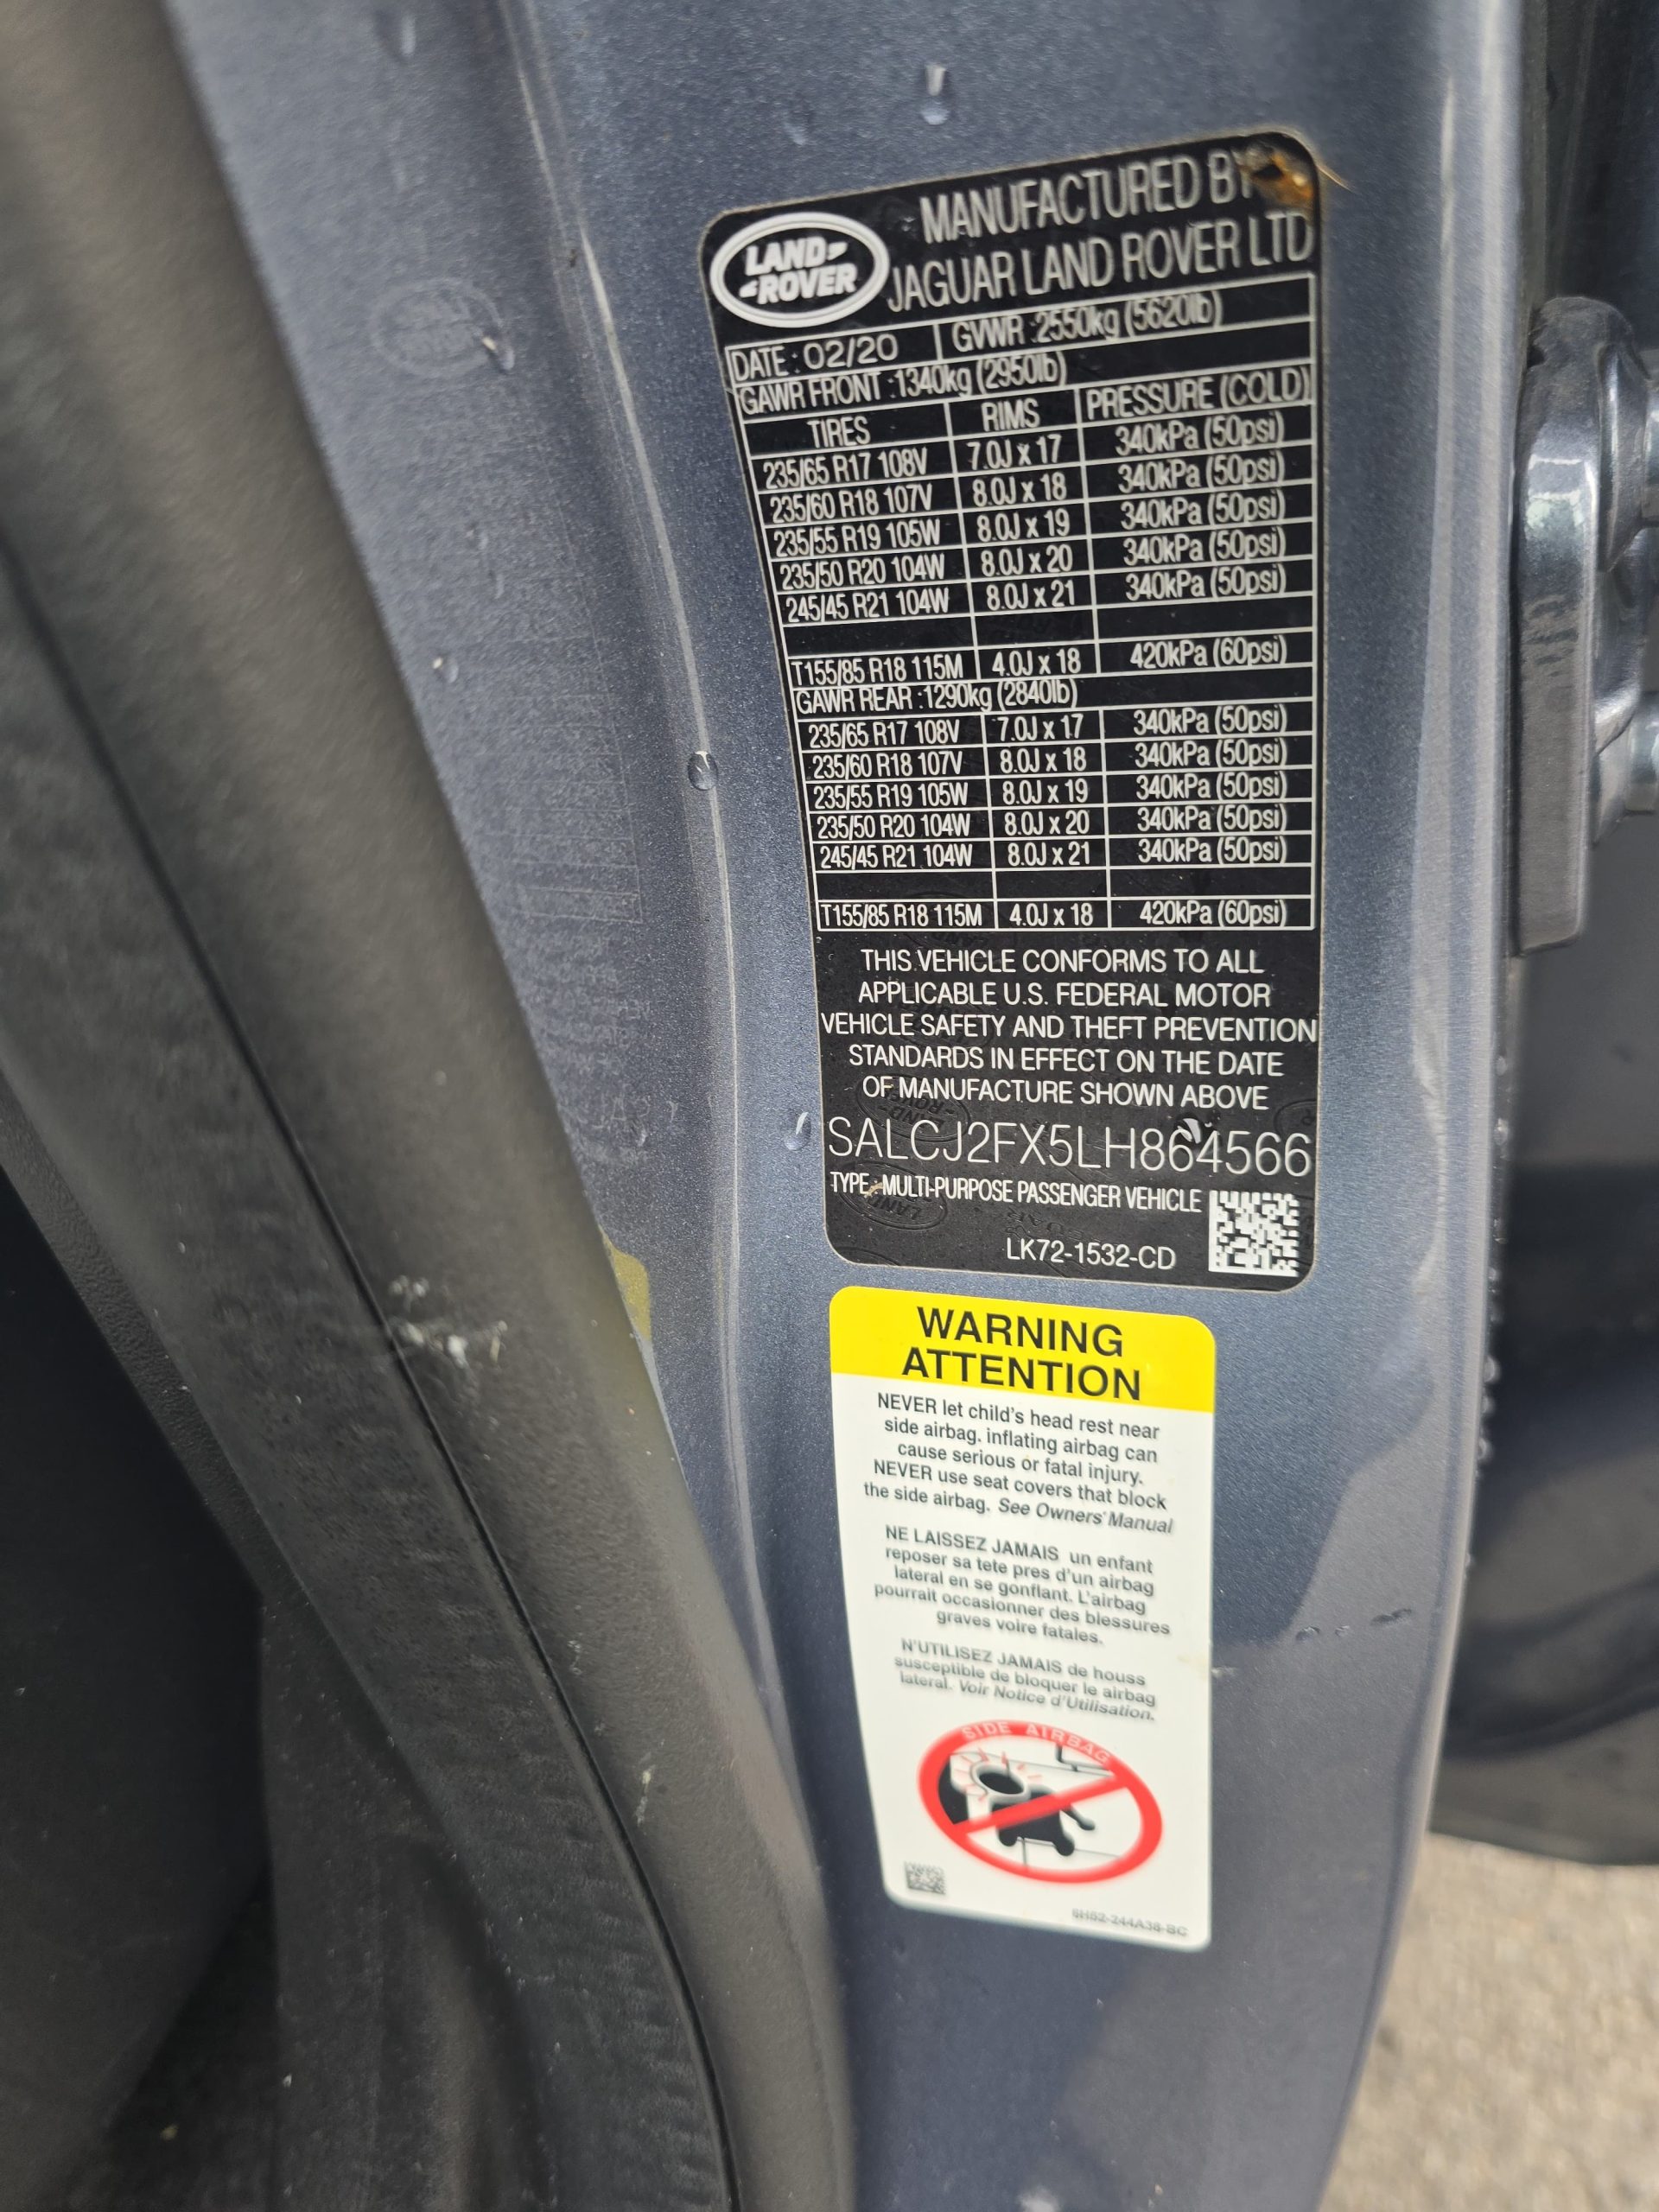 LAND ROVER
MANUFACTURED BY
JAGUAR LAND ROVER LTD
DATE : 02/20 GVWR :2550kg (5620lb)
GAWR FRONT :1340kg (2950lb)
TIRES RIMS PRESSURE (COLD)
235/65 R17 108V 7.0J x 17 340kPa (50psi)
235/60 R18 107V 8.0J x 18 340kPa (50psi)
235/55 R19 105W 8.0J x 19 340kPa (50psi)
235/50 R20 104W 8.0J x 20 340kPa (50psi)
245/45 R21 104W 8.0J x 21 340kPa (50psi)
T155/85 R18 115M 4.0J x 18 420kPa (60psi)
GAWR REAR :1290kg (2840lb)
235/65 R17 108V 7.0J x 17 340kPa (50psi)
235/60 R18 107V 8.0J x 18 340kPa (50psi)
235/55 R19 105W 8.0J x 19 340kPa (50psi)
235/50 R20 104W 8.0J x 20 340kPa (50psi)
245/45 R21 104W 8.0J x 21 340kPa (50psi)
T155/85 R18 115M 4.0J x 18 420kPa (60psi)
THIS VEHICLE CONFORMS TO ALL
APPLICABLE U.S. FEDERAL MOTOR
VEHICLE SAFETY AND THEFT PREVENTION
STANDARDS IN EFFECT ON THE DATE
OF MANUFACTURE SHOWN ABOVE
SALCJ2FX5LH864566
TYPE : MULTI-PURPOSE PASSENGER VEHICLE
LK72-1532-CD
WARNING
ATTENTION
NEVER let child's head rest near
side airbag. inflating airbag can
cause serious or fatal injury.
NEVER use seat covers that block
the side airbag. See Owners' Manual
NE LAISSEZ JAMAIS un enfant
reposer sa tete pres d'un airbag
lateral en se gonflant. L'airbag
pourrait occasionner des blessures
graves voire fatales.
N'UTILISEZ JAMAIS de houss
susceptible de bloquer le airbag
lateral. Voir Notice d'Utilisation.
SIDE AIRBAG